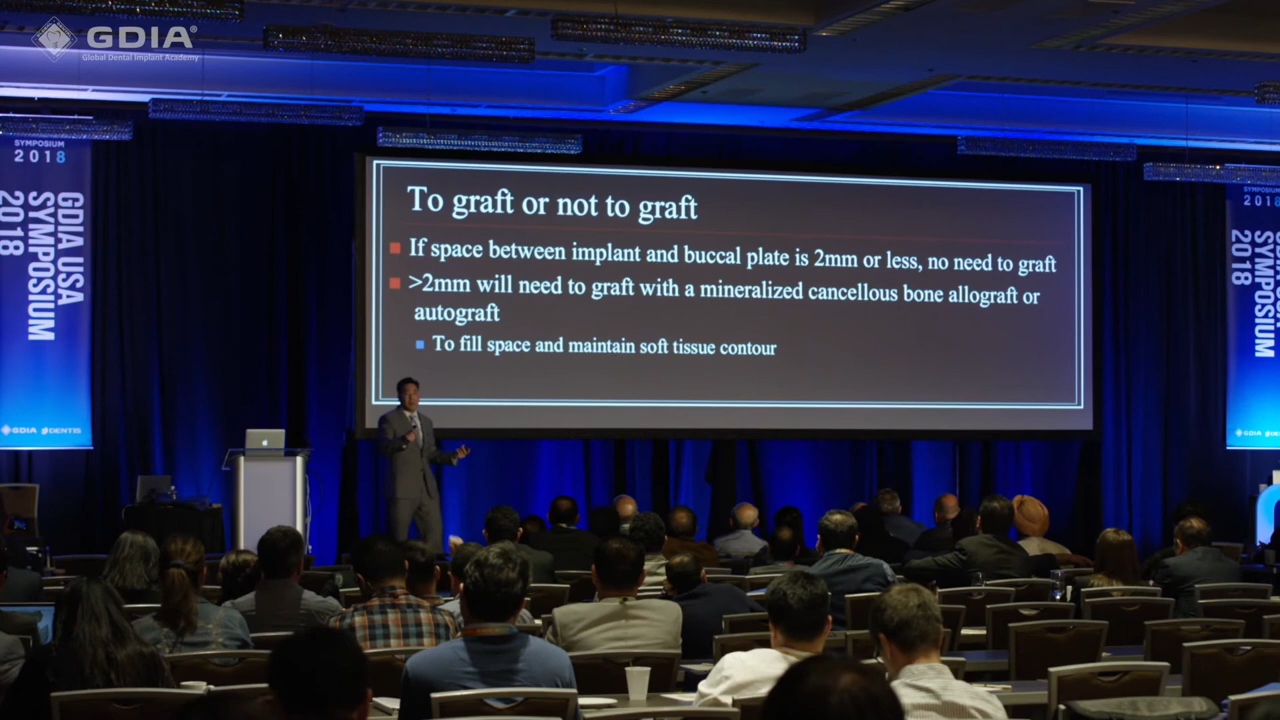 GDIA®
Global Dental Implant Academy
SYMPOSIUM
2018
GDIA USA
SYMPOSIUM
2018
GDIA DENTIS
To graft or not to graft
If space between implant and buccal plate is 2mm or less, no need to graft
>2mm will need to graft with a mineralized cancellous bone allograft or
autograft
To fill space and maintain soft tissue contour
SYMPOSIUM
2018
SYMPOSIUM
2018
GDIA